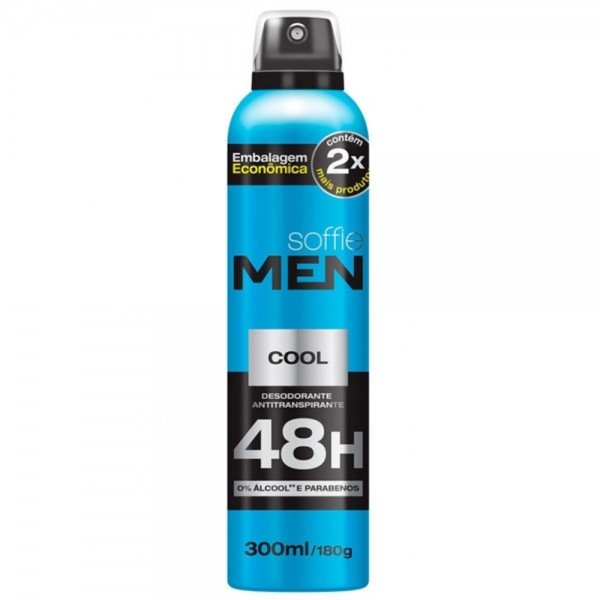 Embalagem
Econômica
contém
2x
mais produto
soffie
MEN
COOL
DESODORANTE
ANTITRANSPIRANTE
48H
0% ÁLCOOL** E PARABENOS
300ml/180g